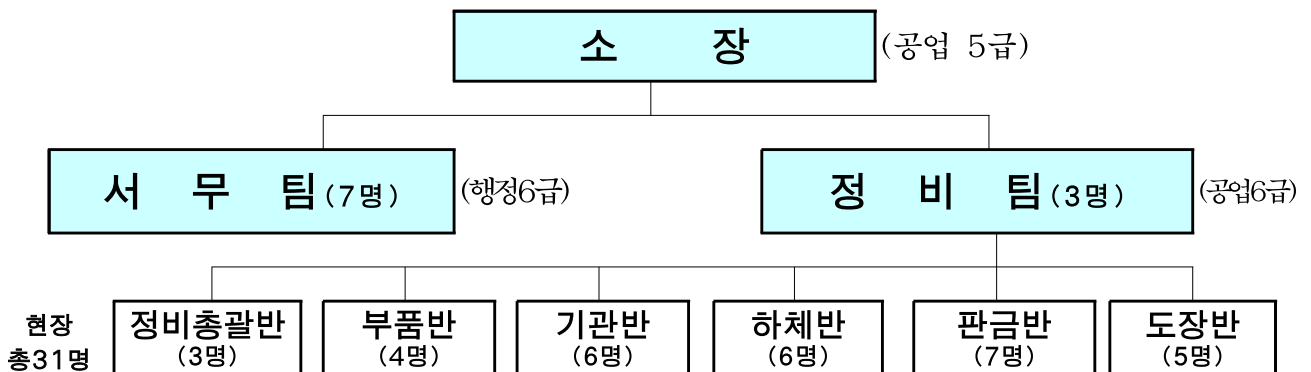 소 장 (공업 5급)
서 무 팀(7명) (행정6급)
정 비 팀(3명) (공업6급)
현장
총31명
정비총괄반
(3명)
부품반
(4명)
기관반
(6명)
하체반
(6명)
판금반
(7명)
도장반
(5명)